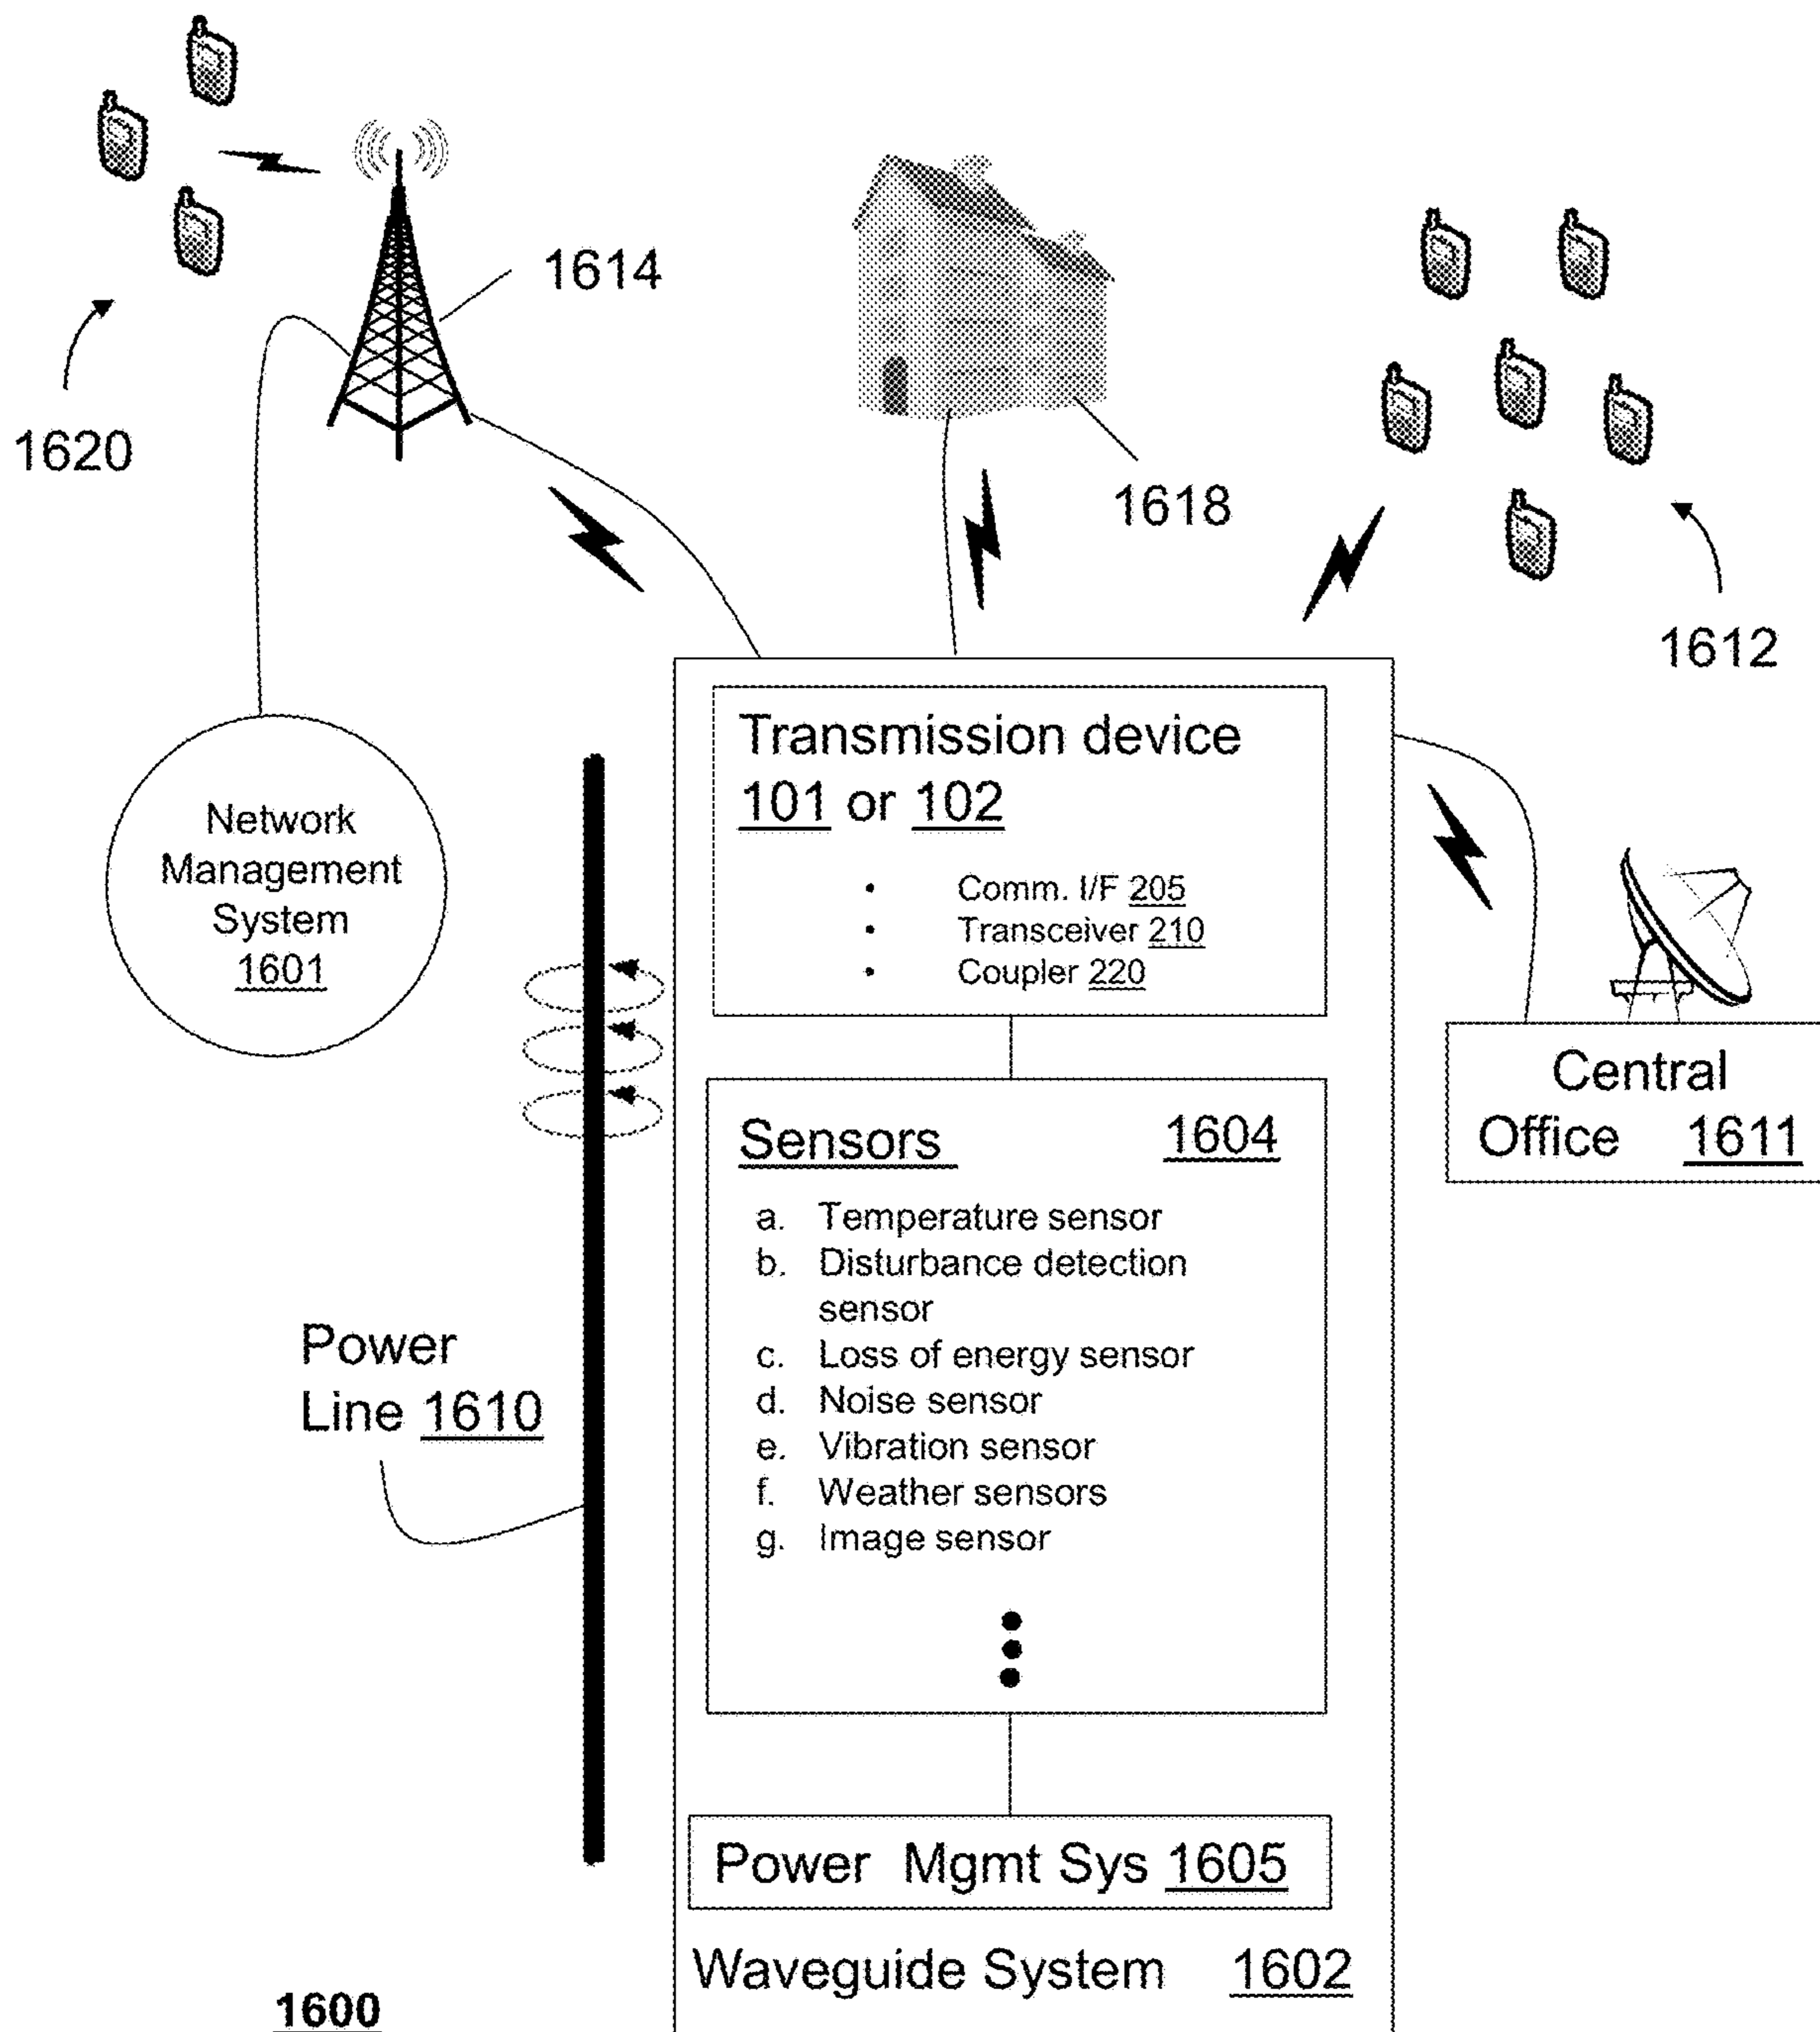 1614
1620
1618
1612
Network
Management
System
1601
Transmission device
101 or 102
• Comm. I/F 205
• Transceiver 210
• Coupler 220
Central
Office 1611
Sensors 1604
a. Temperature sensor
b. Disturbance detection
sensor
c. Loss of energy sensor
d. Noise sensor
e. Vibration sensor
f. Weather sensors
g. Image sensor
Power
Line 1610
Power Mgmt Sys 1605
Waveguide System 1602
1600